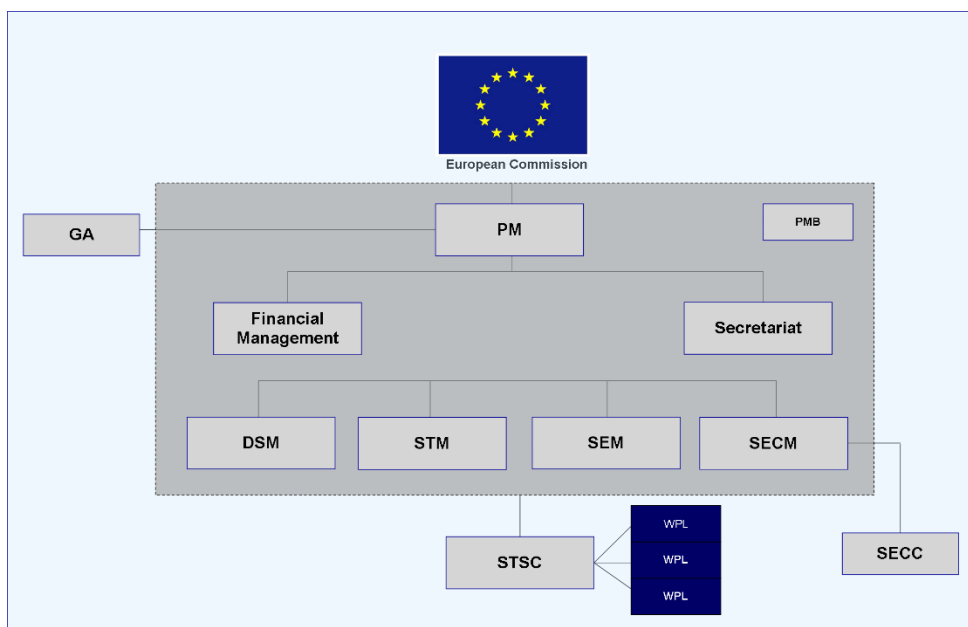 European Commission
GA
PM
PMB
Financial
Management
Secretariat
DSM
STM
SEM
SECM
STSC
WPL
WPL
WPL
SECC